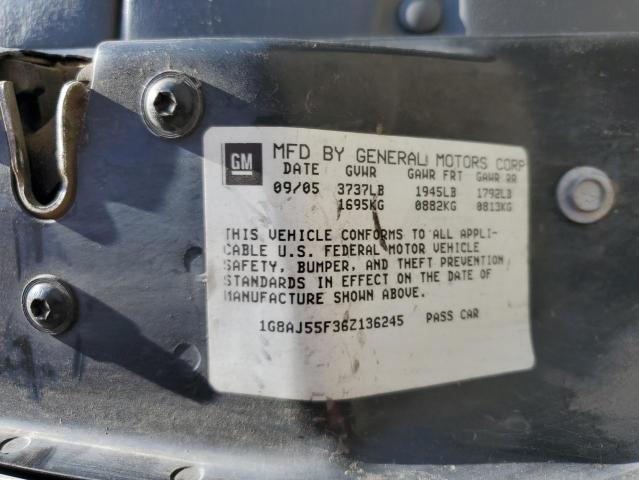 GM MFD BY GENERAL MOTORS CORP
DATE GVWR GAWR FRT GAWR RR
09/05 3737LB 1945LB 1792LB
1695KG 0882KG 0813KG
THIS VEHICLE CONFORMS TO ALL APPLI-
CABLE U.S. FEDERAL MOTOR VEHICLE
SAFETY, BUMPER, AND THEFT PREVENTION
STANDARDS IN EFFECT ON THE DATE OF
MANUFACTURE SHOWN ABOVE.
1G8AJ55F36Z136245 PASS CAR